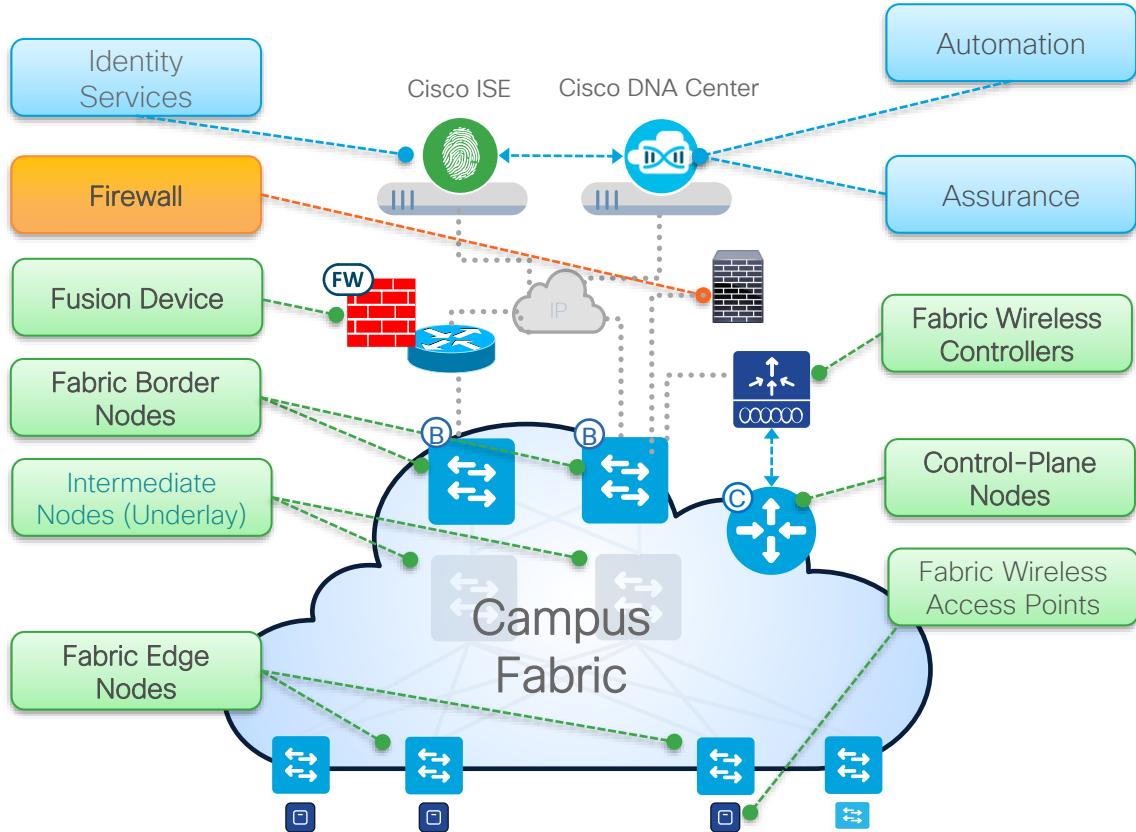 Identity
Services
Cisco ISE
Cisco DNA Center
Automation
Firewall
Assurance
Fusion Device
FW
IP
Fabric Wireless
Controllers
Fabric Border
Nodes
B
B
Intermediate
Nodes (Underlay)
Control-Plane
Nodes
C
Fabric Wireless
Access Points
Campus
Fabric
Fabric Edge
Nodes